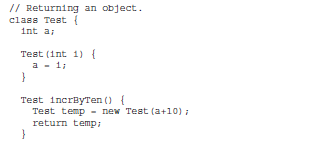 // Returning an object.
class Test {
int a;
Test(int i) {
a = i;
}
Test incrByTen() {
Test temp = new Test(a+10);
return temp;
}